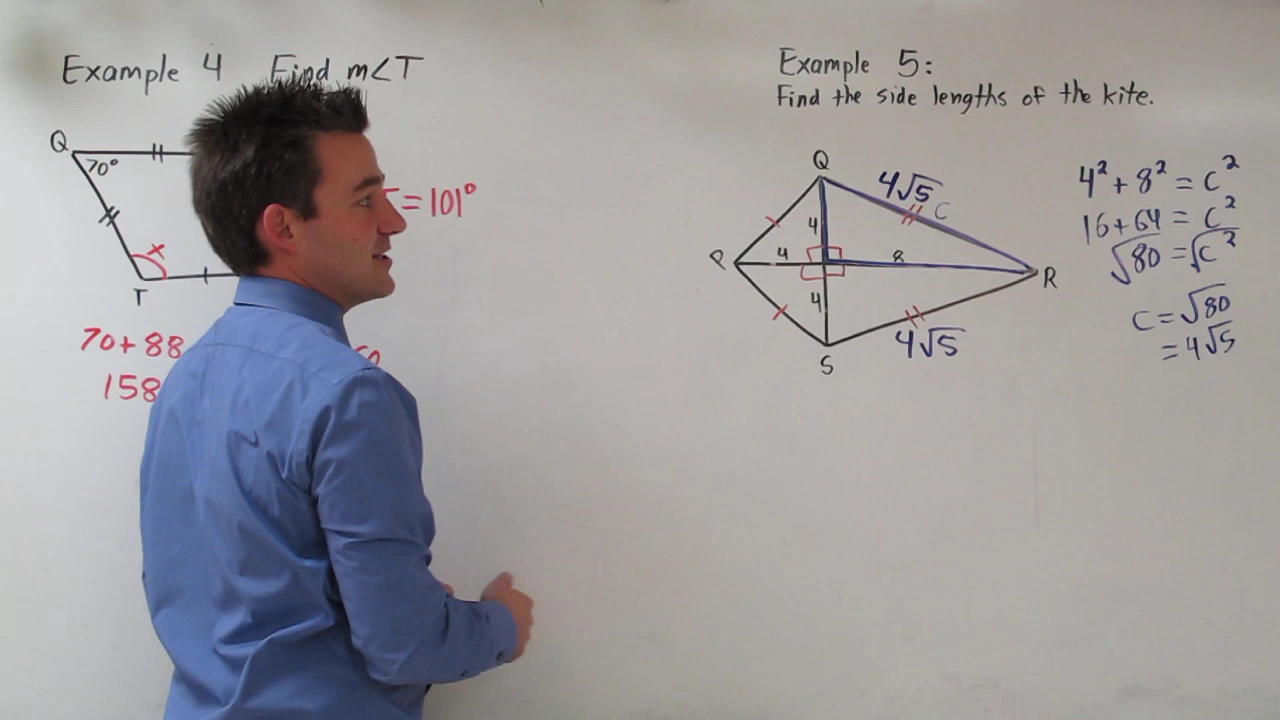 Example 4 Find m∠T
Q
70°
x
T
= 101°
70 + 88
158
Example 5:
Find the side lengths of the kite.
Q
4√5
C
4
P
4
8
R
4
4√5
S
4² + 8² = C²
16 + 64 = C²
√80 = √C²
C = √80
= 4√5